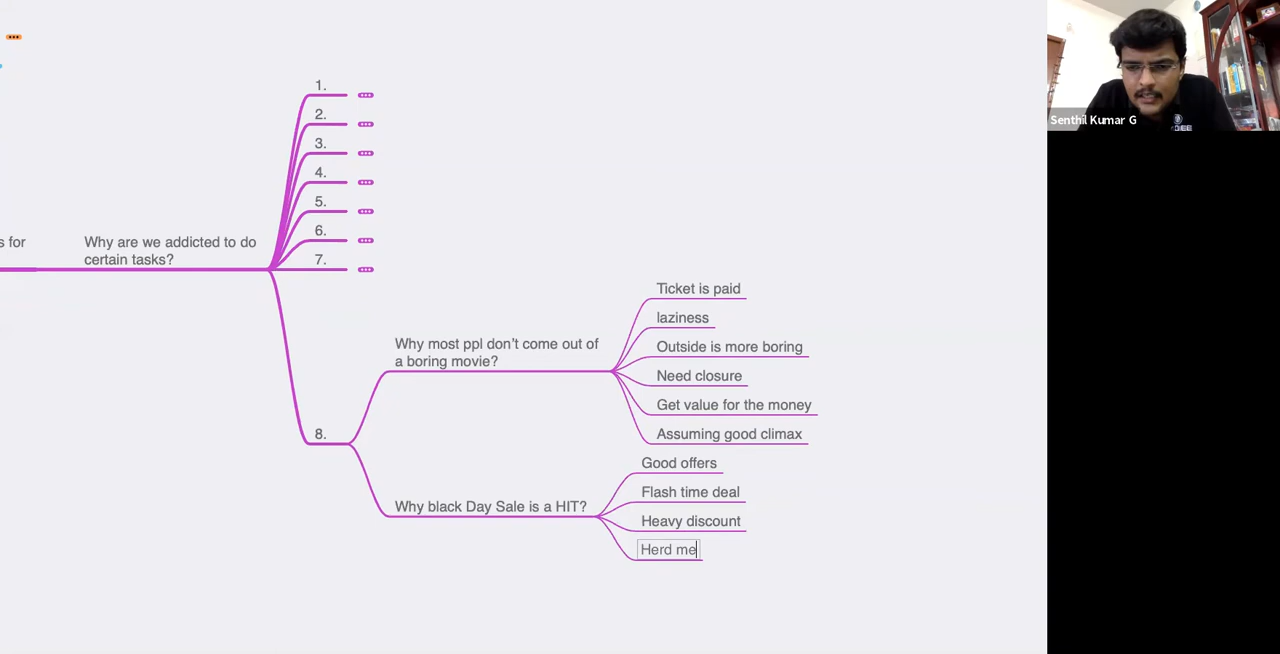 s for
Why are we addicted to do
certain tasks?
1.
2.
3.
4.
5.
6.
7.
8.
Why most ppl don't come out of
a boring movie?
Ticket is paid
laziness
Outside is more boring
Need closure
Get value for the money
Assuming good climax
Why black Day Sale is a HIT?
Good offers
Flash time deal
Heavy discount
Herd me
Senthil Kumar G